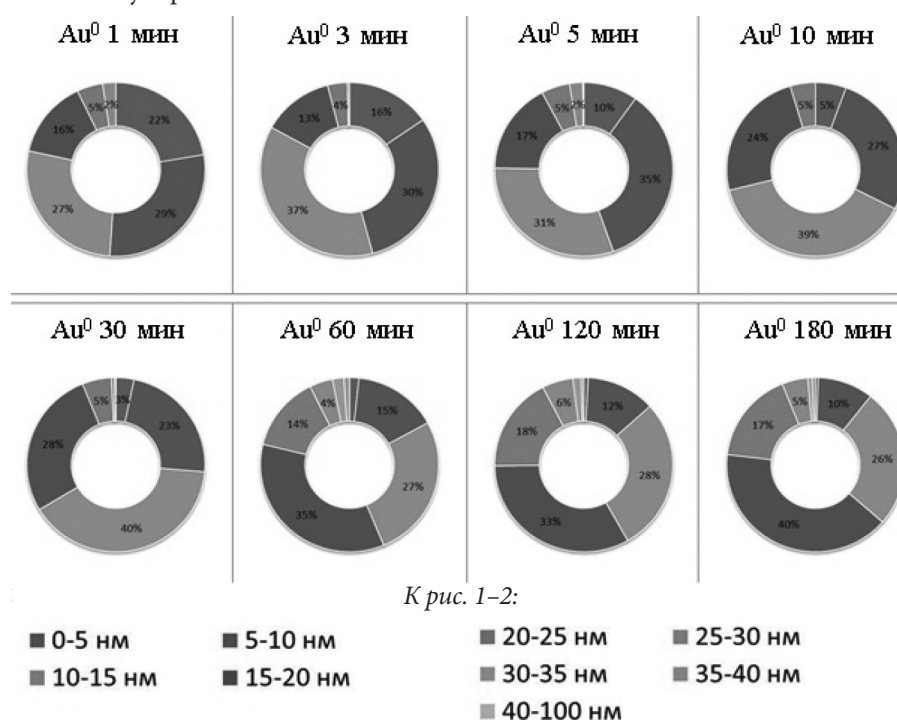 Au⁰ 1 мин Au⁰ 3 мин Au⁰ 5 мин Au⁰ 10 мин
22% 29% 27% 16% 5% 2%
16% 30% 37% 13% 4%
10% 35% 31% 17% 5% 2%
5% 27% 39% 24% 5%
Au⁰ 30 мин Au⁰ 60 мин Au⁰ 120 мин Au⁰ 180 мин
3% 23% 40% 28% 5%
15% 27% 35% 14% 4%
12% 28% 33% 18% 6%
10% 26% 40% 17% 5%
К рис. 1–2:
0-5 нм 5-10 нм 20-25 нм 25-30 нм
10-15 нм 15-20 нм 30-35 нм 35-40 нм
40-100 нм